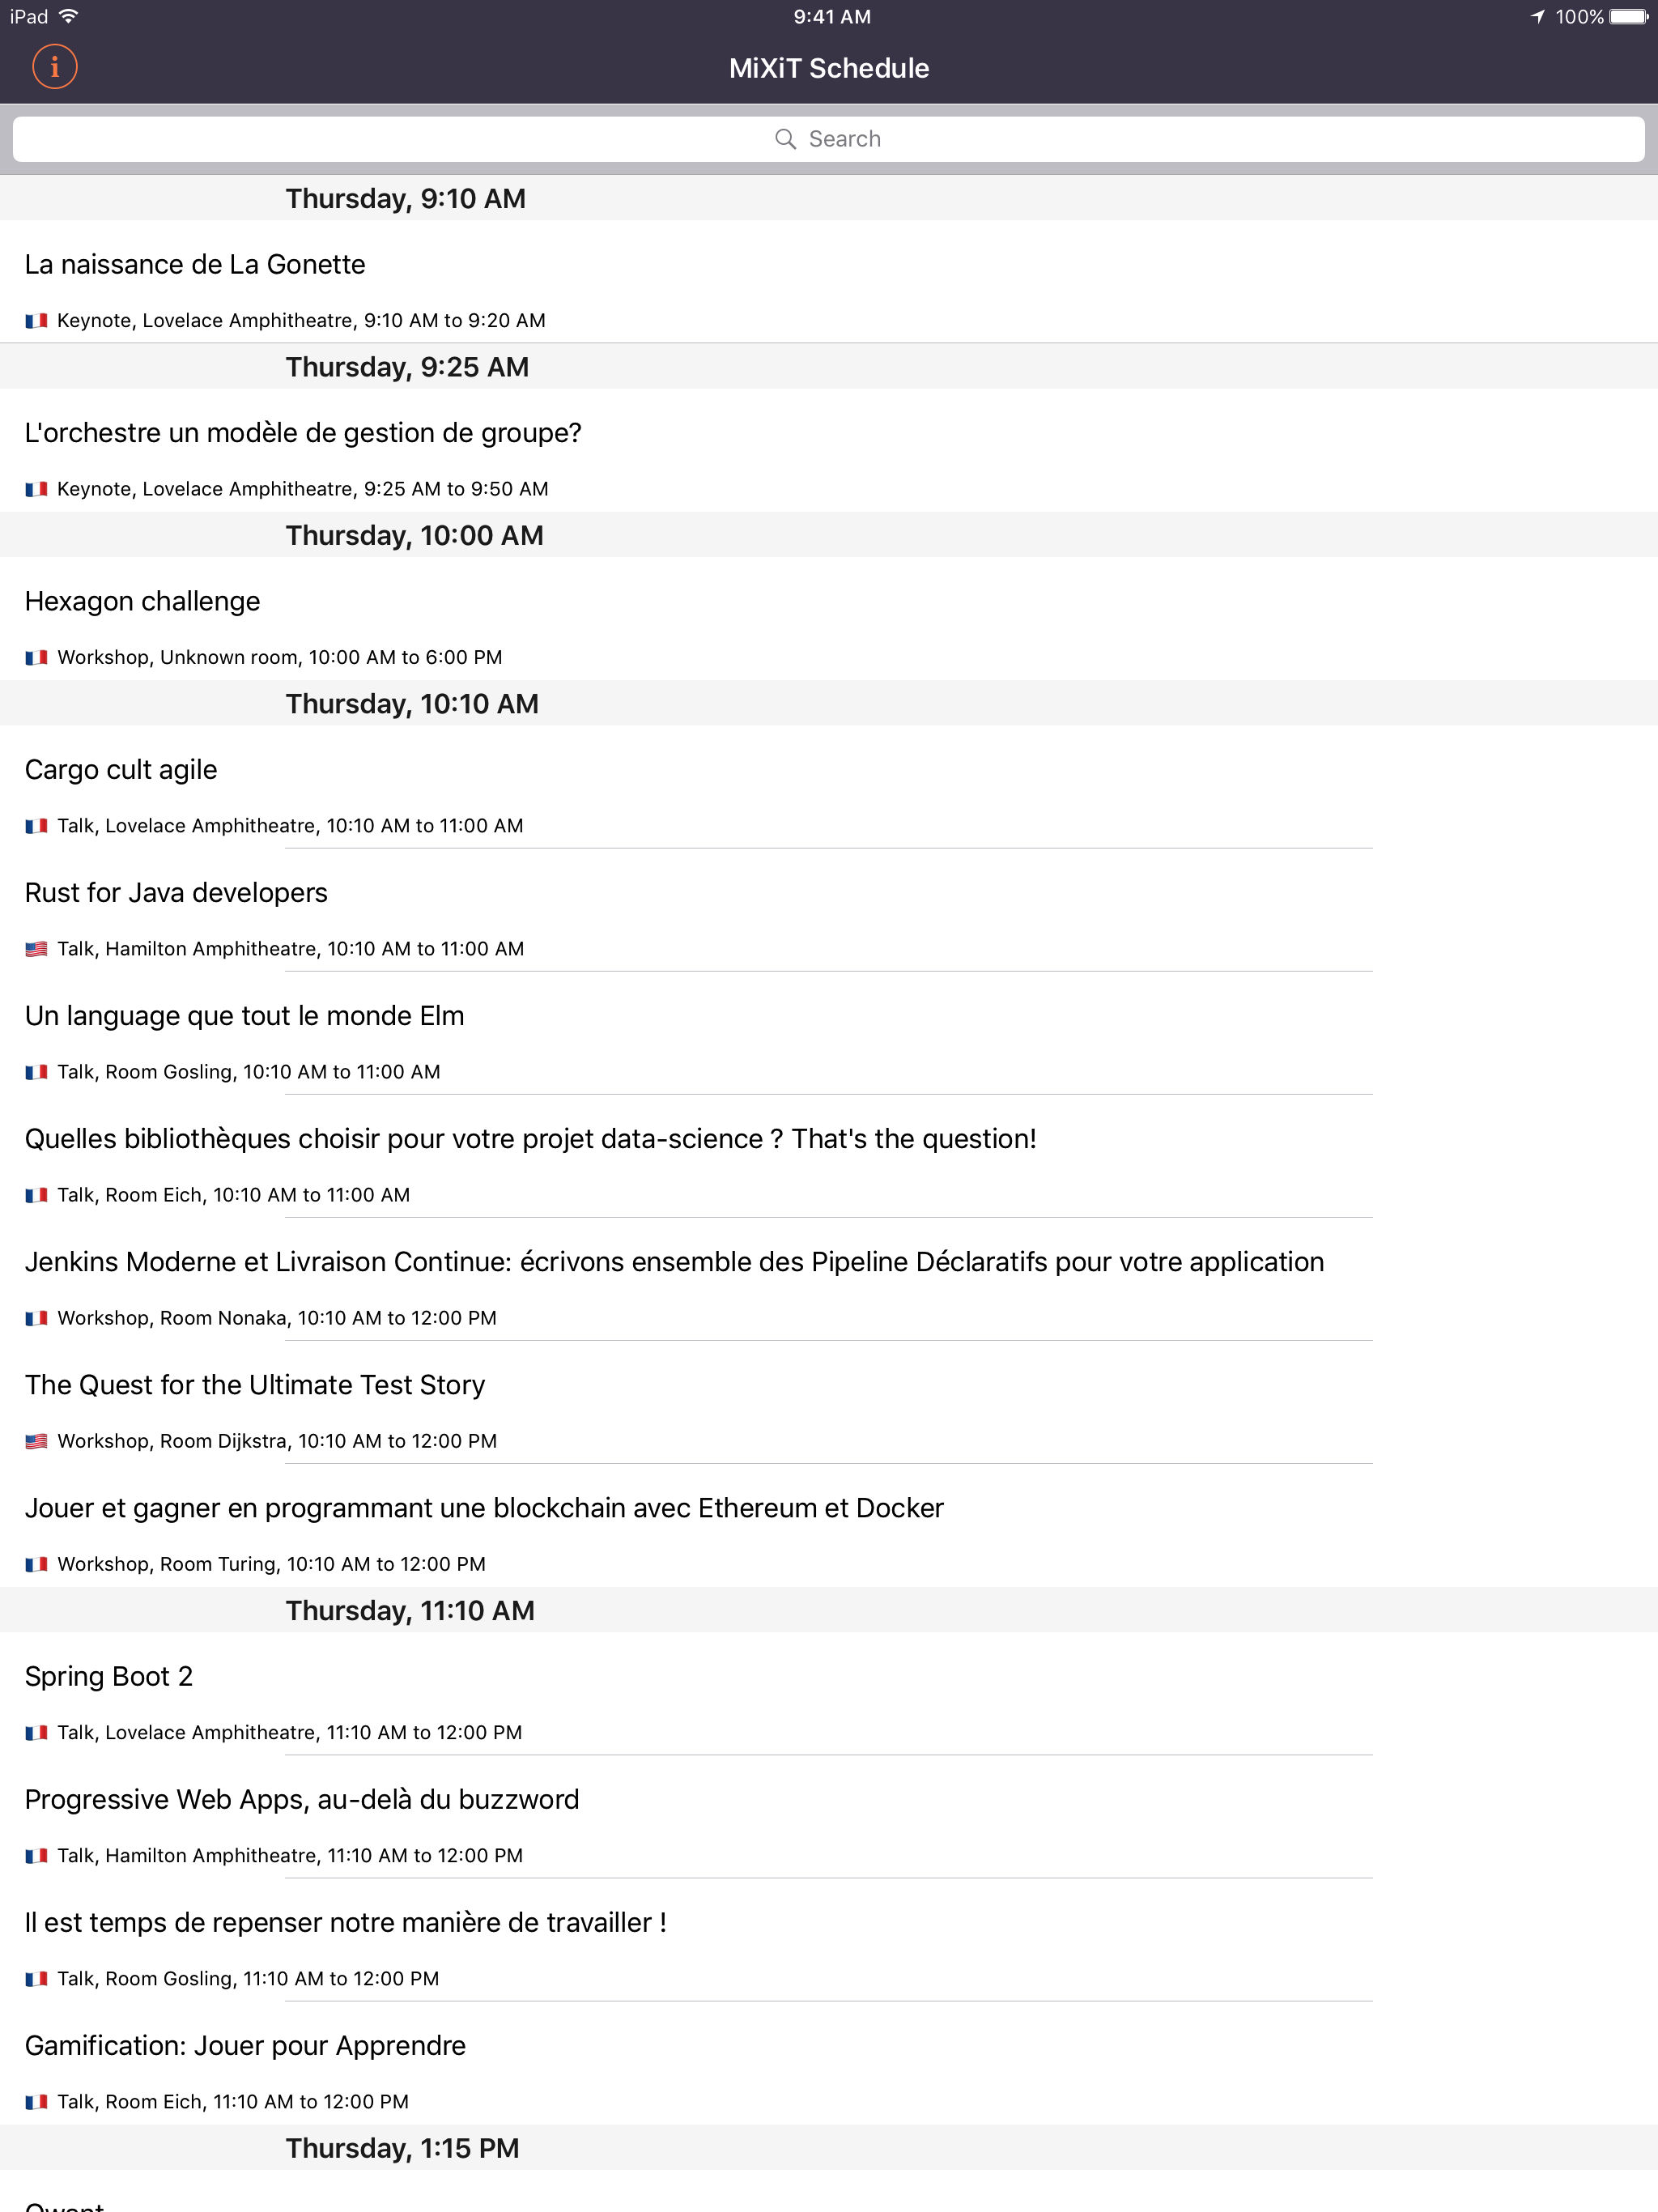 iPad 9:41 AM 100%
i MiXiT Schedule
Search
Thursday, 9:10 AM
La naissance de La Gonette
Keynote, Lovelace Amphitheatre, 9:10 AM to 9:20 AM
Thursday, 9:25 AM
L'orchestre un modèle de gestion de groupe?
Keynote, Lovelace Amphitheatre, 9:25 AM to 9:50 AM
Thursday, 10:00 AM
Hexagon challenge
Workshop, Unknown room, 10:00 AM to 6:00 PM
Thursday, 10:10 AM
Cargo cult agile
Talk, Lovelace Amphitheatre, 10:10 AM to 11:00 AM
Rust for Java developers
Talk, Hamilton Amphitheatre, 10:10 AM to 11:00 AM
Un language que tout le monde Elm
Talk, Room Gosling, 10:10 AM to 11:00 AM
Quelles bibliothèques choisir pour votre projet data-science ? That's the question!
Talk, Room Eich, 10:10 AM to 11:00 AM
Jenkins Moderne et Livraison Continue: écrivons ensemble des Pipeline Déclaratifs pour votre application
Workshop, Room Nonaka, 10:10 AM to 12:00 PM
The Quest for the Ultimate Test Story
Workshop, Room Dijkstra, 10:10 AM to 12:00 PM
Jouer et gagner en programmant une blockchain avec Ethereum et Docker
Workshop, Room Turing, 10:10 AM to 12:00 PM
Thursday, 11:10 AM
Spring Boot 2
Talk, Lovelace Amphitheatre, 11:10 AM to 12:00 PM
Progressive Web Apps, au-delà du buzzword
Talk, Hamilton Amphitheatre, 11:10 AM to 12:00 PM
Il est temps de repenser notre manière de travailler !
Talk, Room Gosling, 11:10 AM to 12:00 PM
Gamification: Jouer pour Apprendre
Talk, Room Eich, 11:10 AM to 12:00 PM
Thursday, 1:15 PM